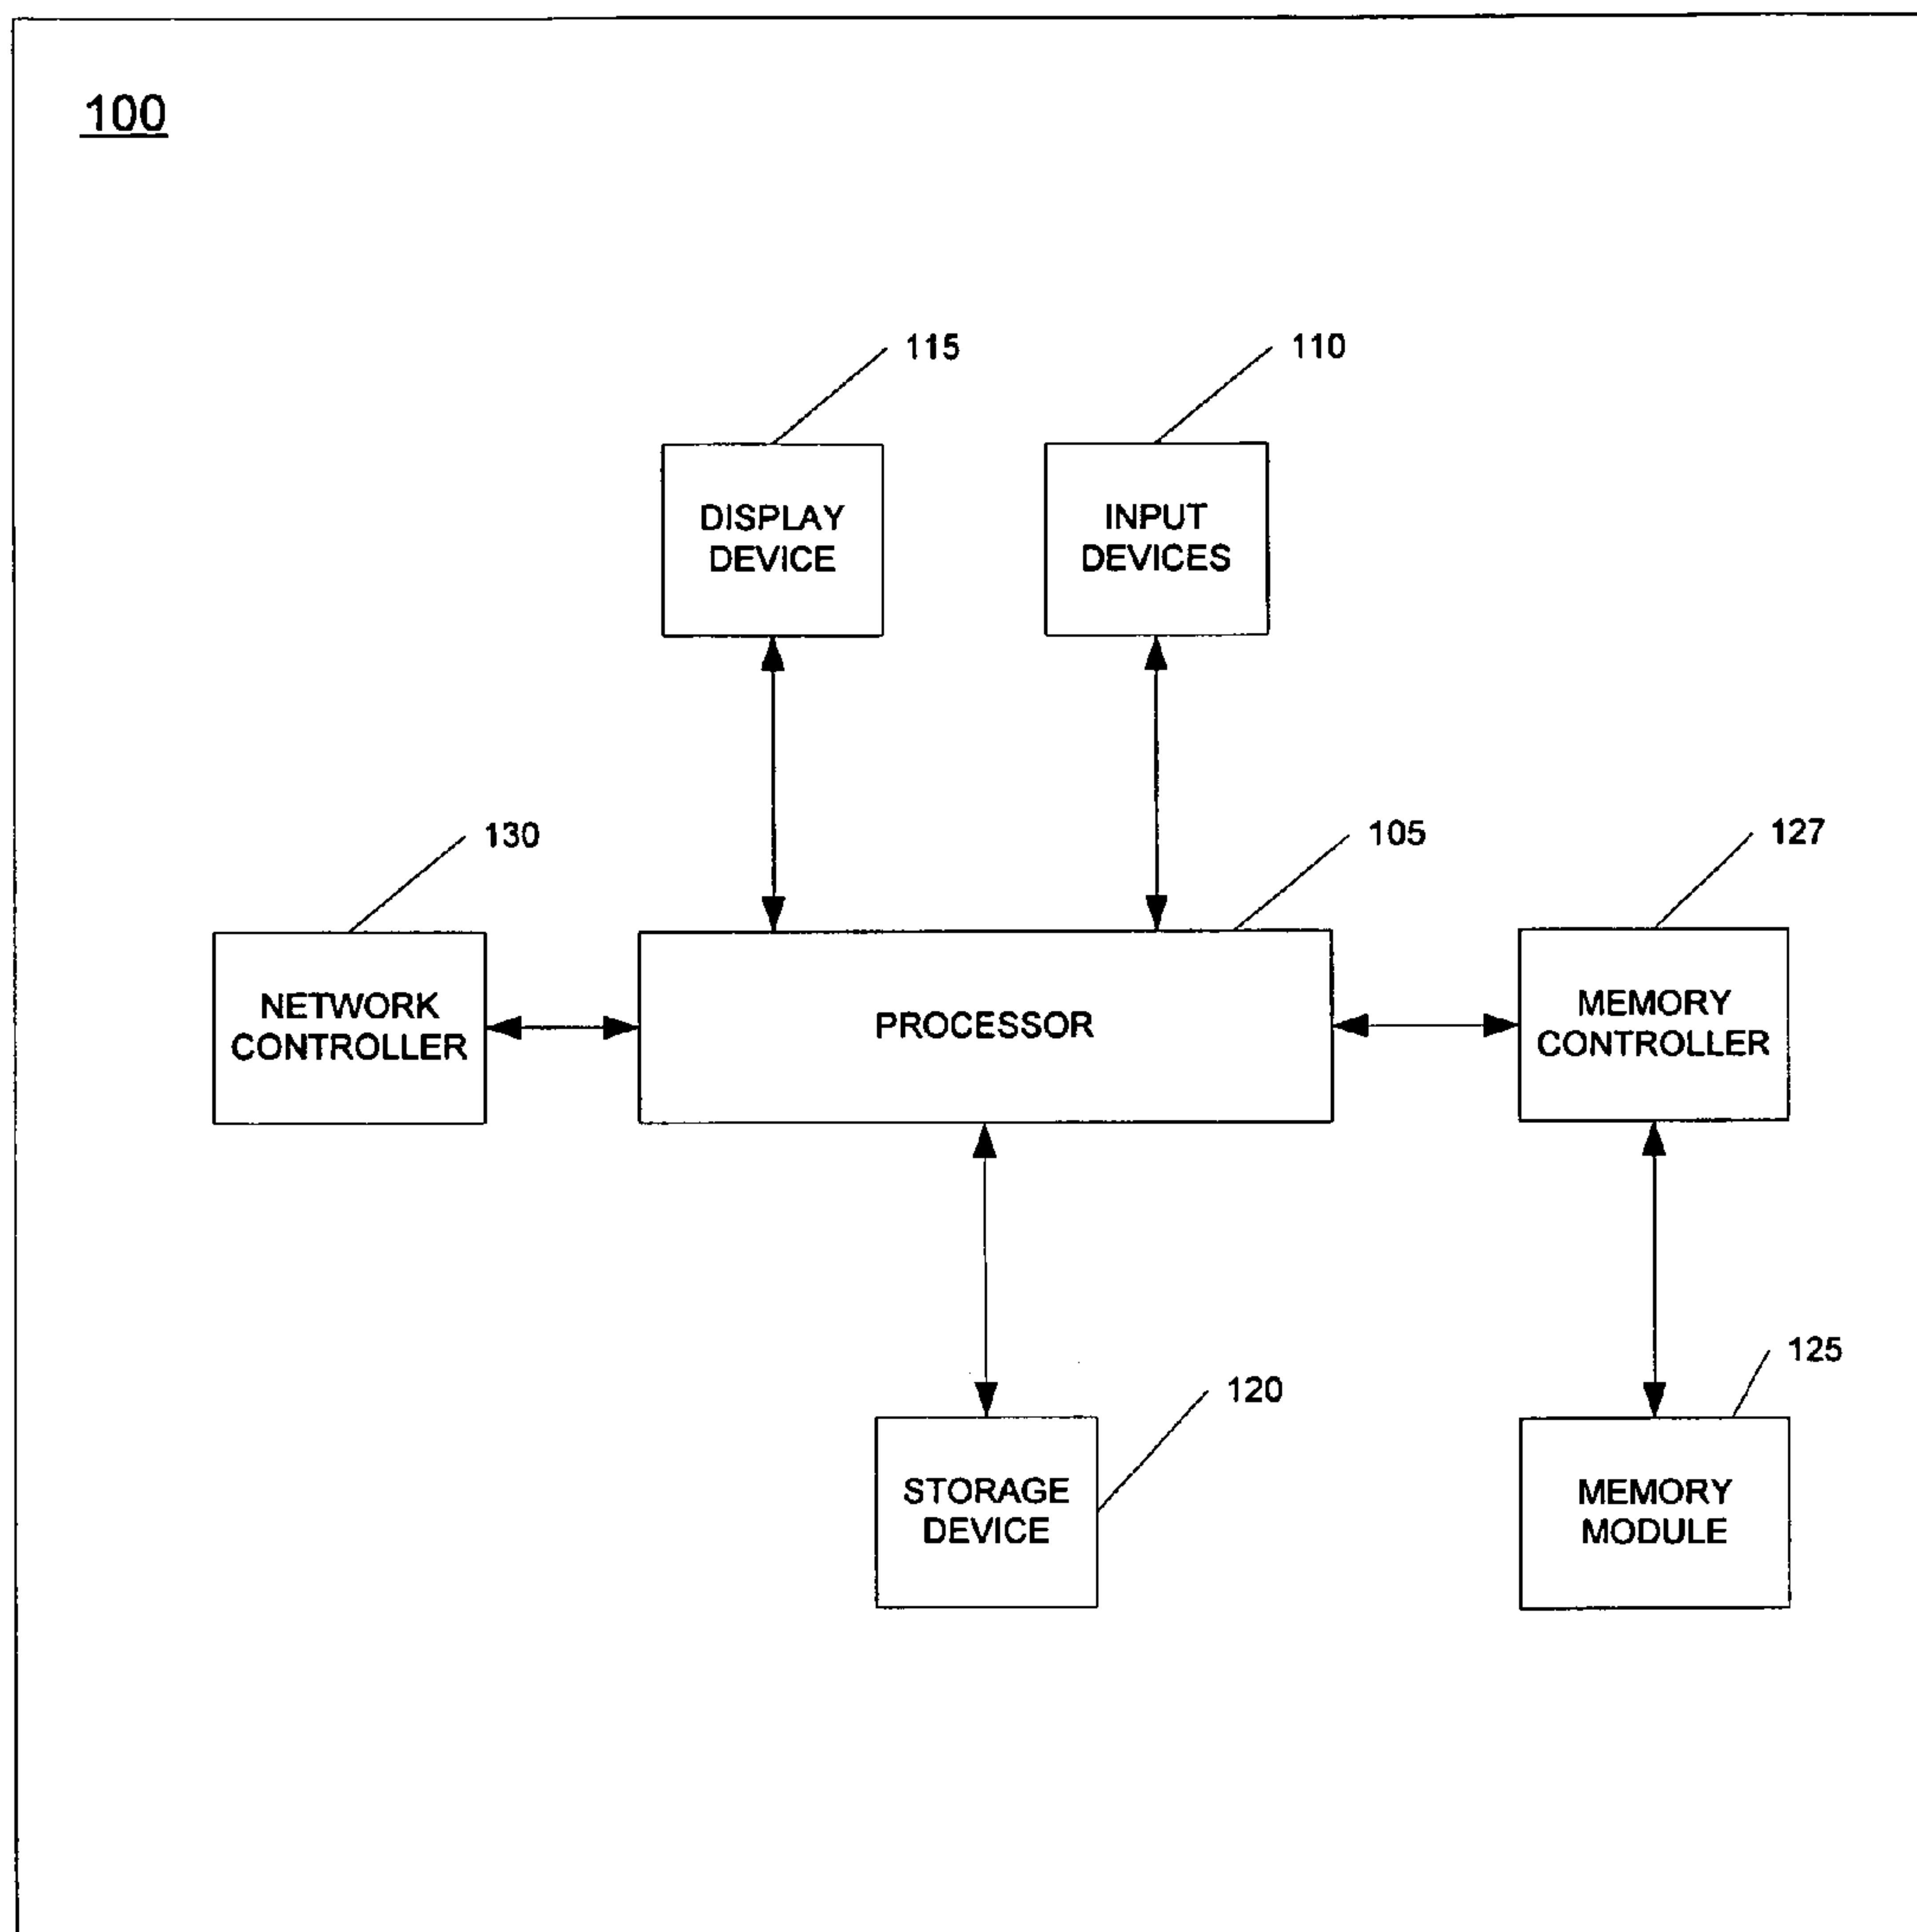 100
115
110
DISPLAY
DEVICE
INPUT
DEVICES
130
105
127
NETWORK
CONTROLLER
PROCESSOR
MEMORY
CONTROLLER
120
125
STORAGE
DEVICE
MEMORY
MODULE